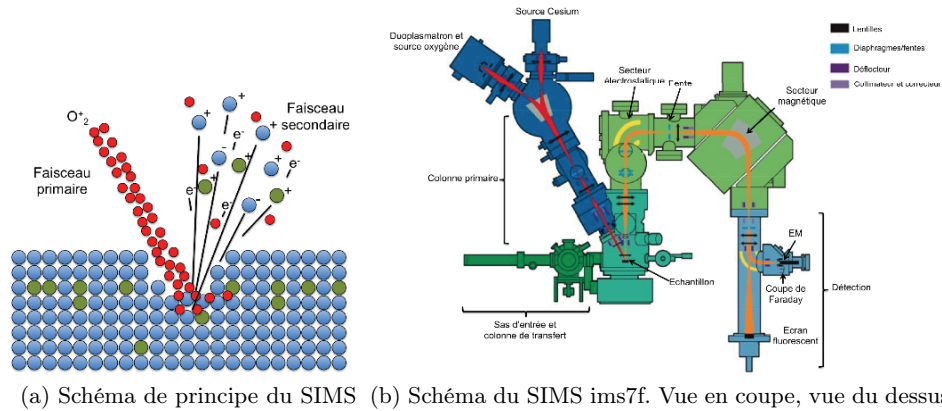 O⁺₂
Faisceau
primaire
Faisceau
secondaire
+
+
+
+
+
-
-
-
e-
e-
e-
e-
Source Cesium
Duoplasmatron et
source oxygène
Colonne primaire
Secteur
électrostatique
Fente
Secteur
magnétique
Lentilles
Diaphragmes/fentes
Déflecteur
Collimateur et correcteur
EM
Coupe de
Faraday
Détection
Ecran
fluorescent
Echantillon
Sas d'entrée et
colonne de transfert
(a) Schéma de principe du SIMS
(b) Schéma du SIMS ims7f. Vue en coupe, vue du dessus